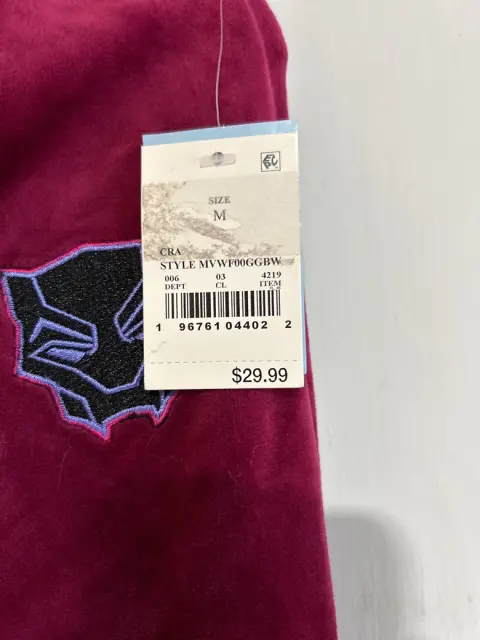 SIZE
M
CRA
STYLE MVWF00GGBW
006 03 4219
DEPT CL ITEM
1 96761 04402 2
$29.99